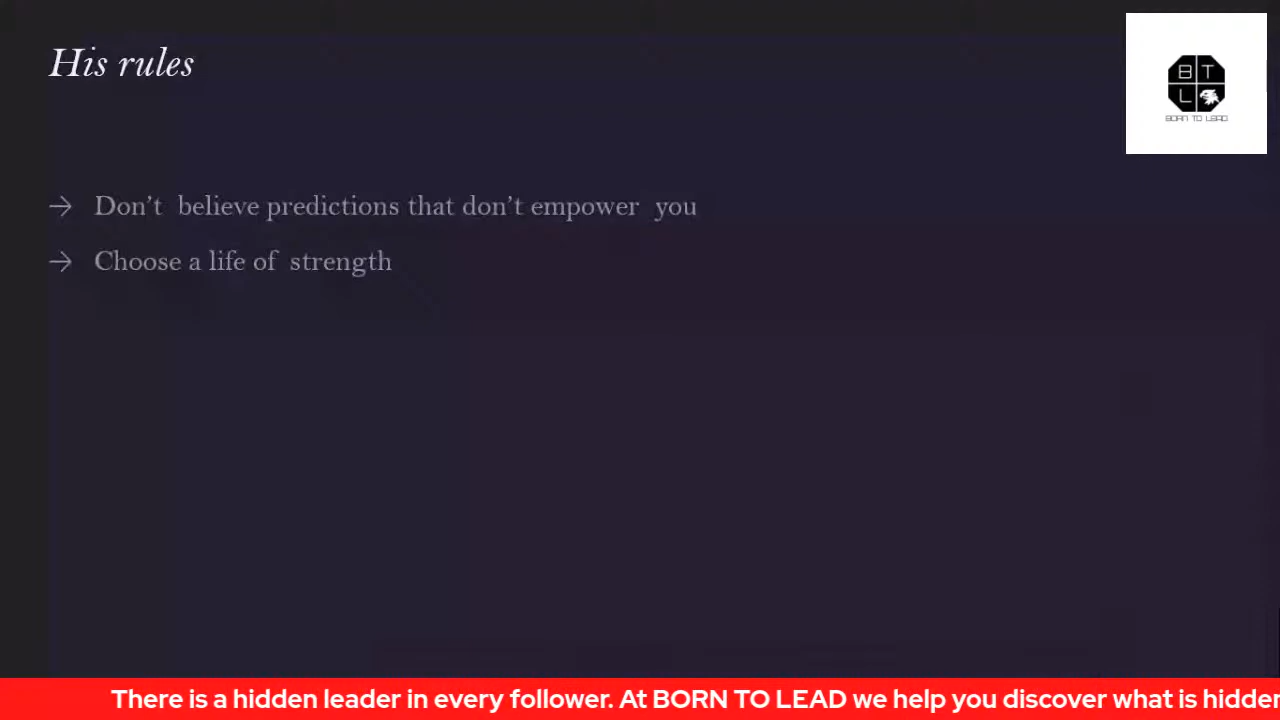 His rules
B T
L
BORN TO LEAD
→ Don’t believe predictions that don’t empower you
→ Choose a life of strength
There is a hidden leader in every follower. At BORN TO LEAD we help you discover what is hidden